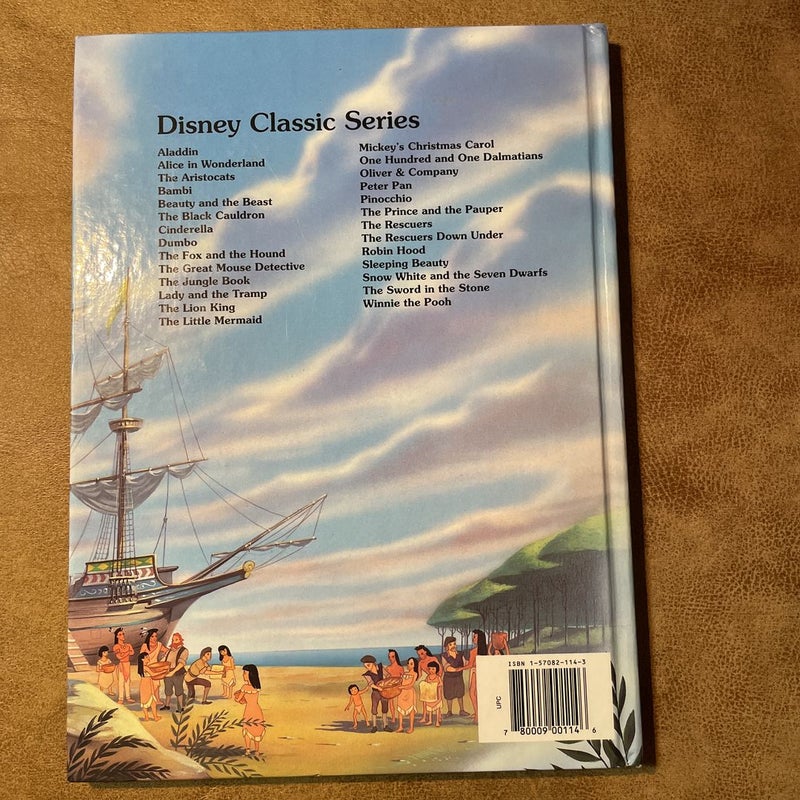 Disney Classic Series
Aladdin
Alice in Wonderland
The Aristocats
Bambi
Beauty and the Beast
The Black Cauldron
Cinderella
Dumbo
The Fox and the Hound
The Great Mouse Detective
The Jungle Book
Lady and the Tramp
The Lion King
The Little Mermaid
Mickey's Christmas Carol
One Hundred and One Dalmatians
Oliver & Company
Peter Pan
Pinocchio
The Prince and the Pauper
The Rescuers
The Rescuers Down Under
Robin Hood
Sleeping Beauty
Snow White and the Seven Dwarfs
The Sword in the Stone
Winnie the Pooh
ISBN 1-57082-114-3
UPC
7 80009 00114 6